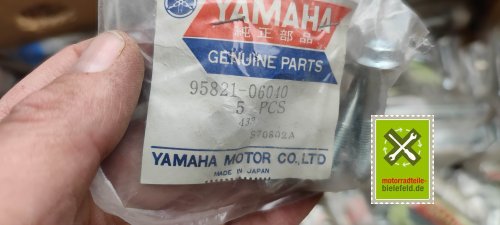 YAMAHA
純正部品
GENUINE PARTS
95821-06040
5 PCS
YAMAHA MOTOR CO., LTD
MADE IN JAPAN
motorradteile-
bielefeld.de